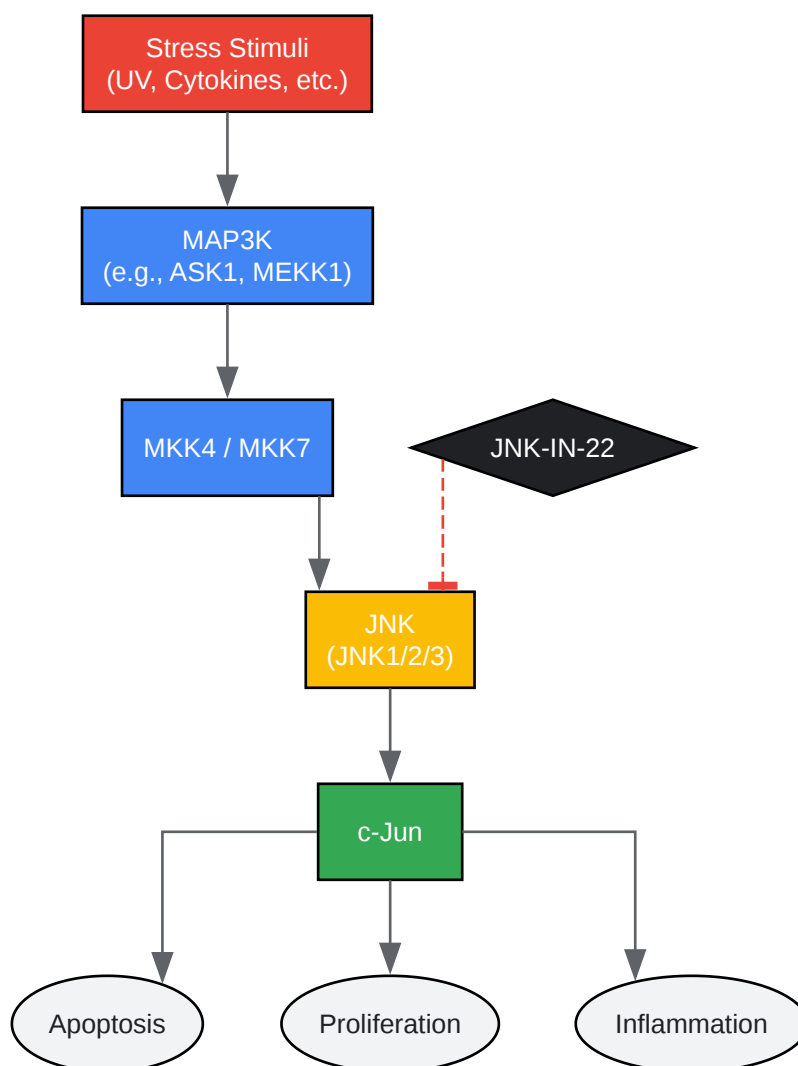 Stress Stimuli
(UV, Cytokines, etc.)
MAP3K
(e.g., ASK1, MEKK1)
MKK4 / MKK7
JNK-IN-22
JNK
(JNK1/2/3)
c-Jun
Apoptosis
Proliferation
Inflammation